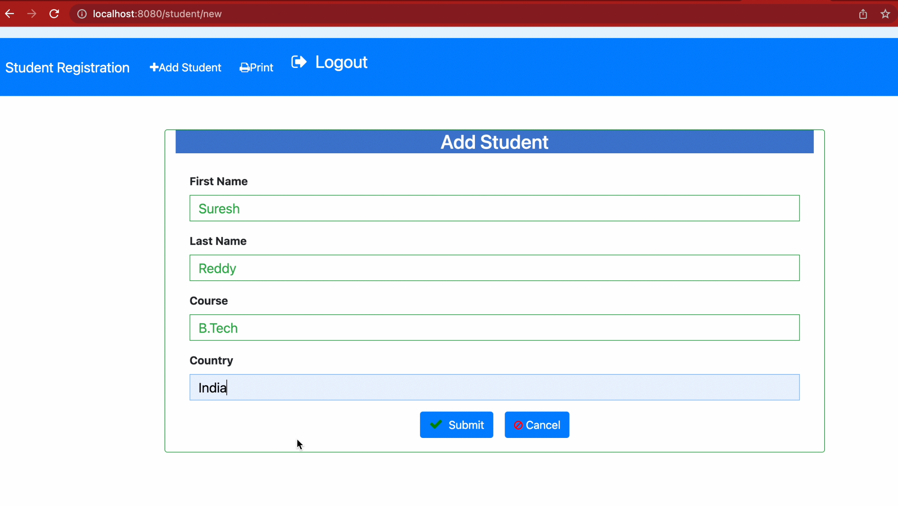 localhost:8080/student/new
Student Registration Add Student Print Logout
Add Student
First Name
Suresh
Last Name
Reddy
Course
B.Tech
Country
India
Submit Cancel